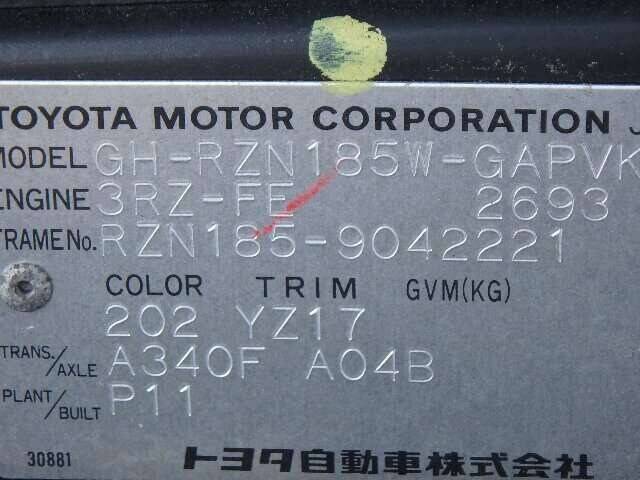 TOYOTA MOTOR CORPORATION J
MODEL GH-RZN185W-GAPVK
ENGINE 3RZ-FE 2693
FRAME No. RZN185-9042221
COLOR TRIM GVM(KG)
202 YZ17
TRANS./AXLE A340F A04B
PLANT/BUILT P11
30881 トヨタ自動車株式会社